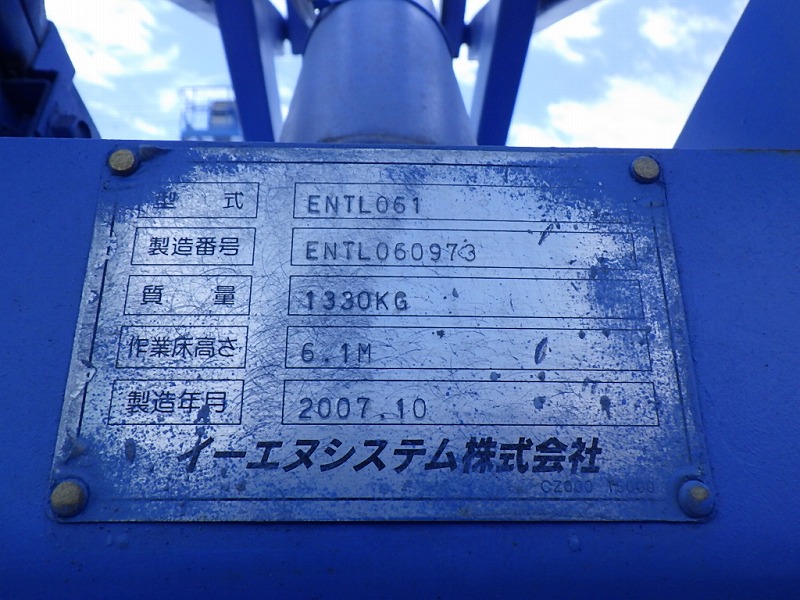 型 式 ENTL061
製造番号 ENTL060973
質 量 1330KG
作業床高さ 6.1M
製造年月 2007.10
イーエヌシステム株式会社